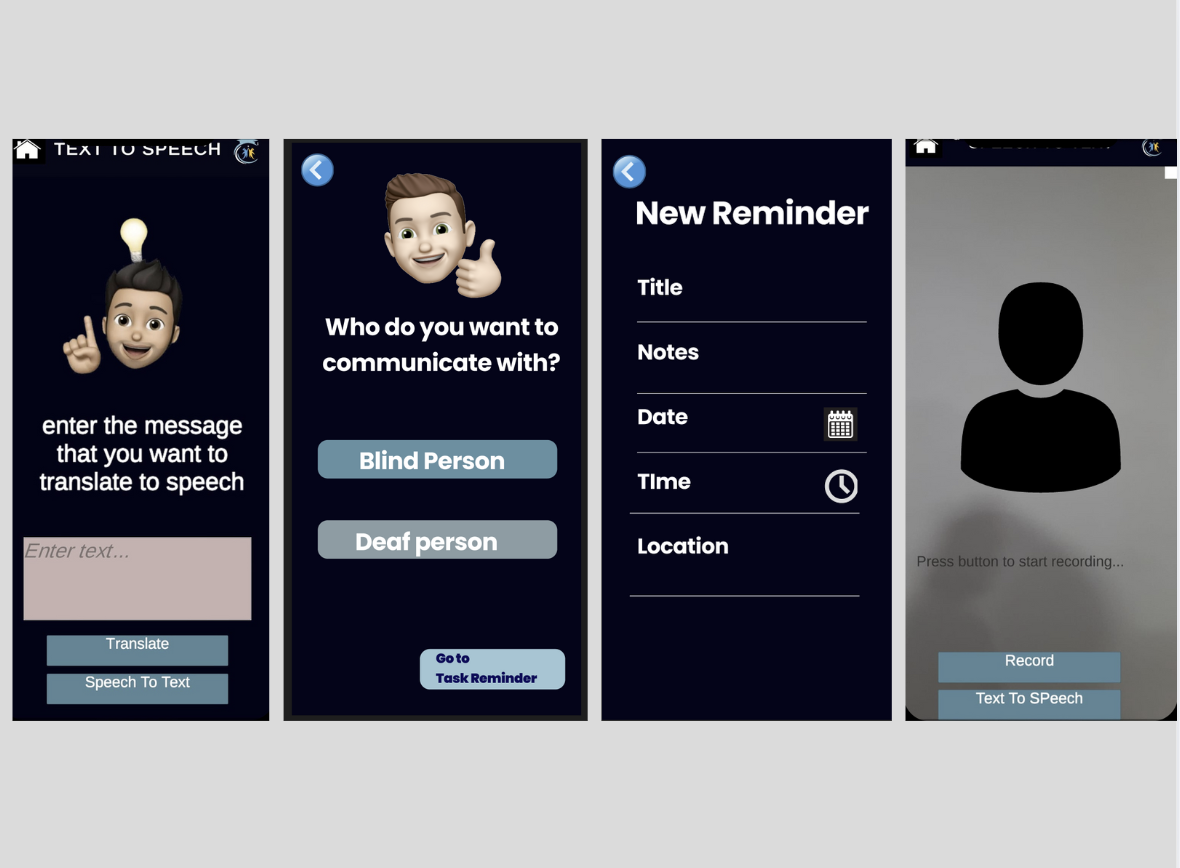 TEXT TO SPEECH
enter the message
that you want to
translate to speech
Enter text...
Translate
Speech To Text
Who do you want to
communicate with?
Blind Person
Deaf person
Go to
Task Reminder
New Reminder
Title
Notes
Date
TIme
Location
Press button to start recording...
Record
Text To SPeech